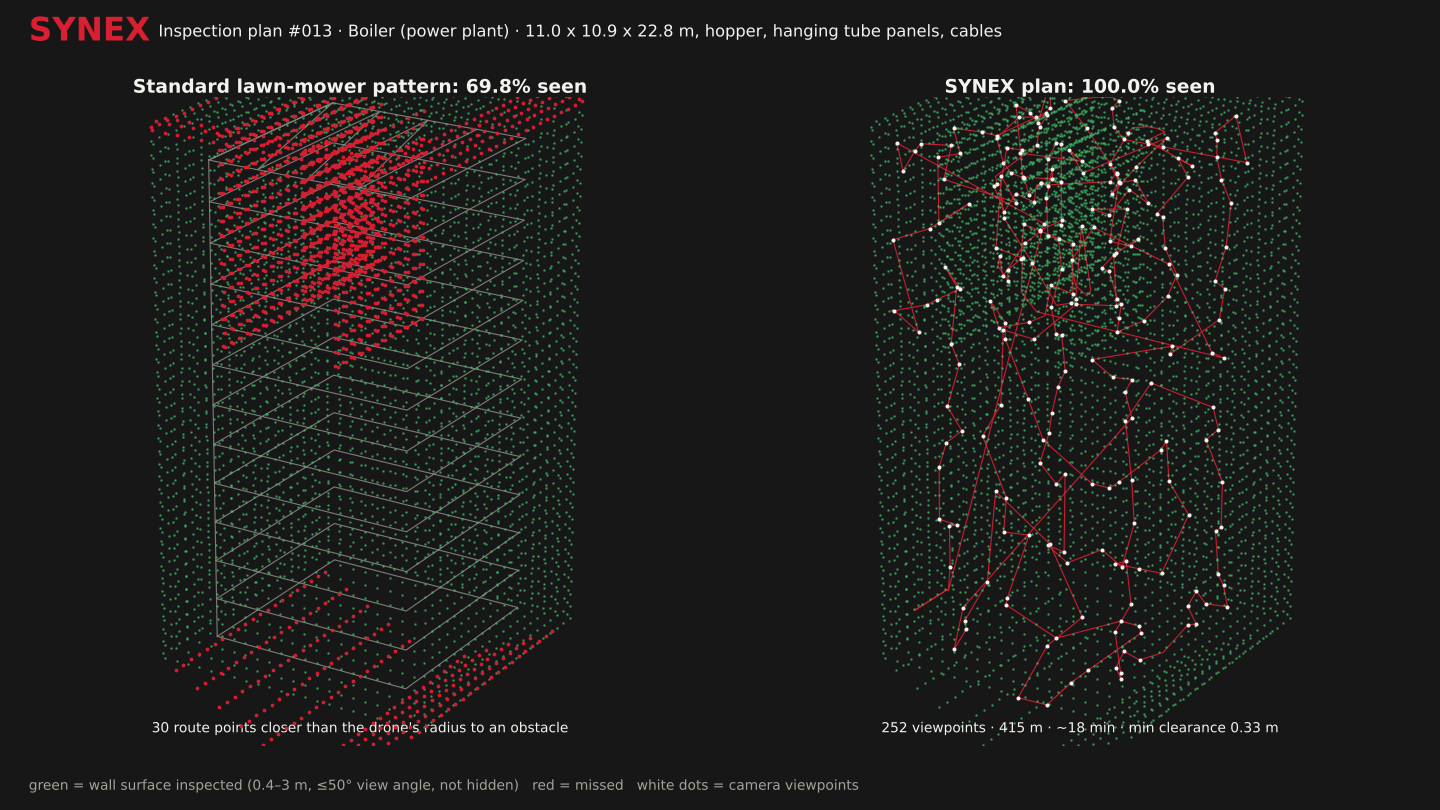 SYNEX Inspection plan #013 · Boiler (power plant) · 11.0 x 10.9 x 22.8 m, hopper, hanging tube panels, cables
Standard lawn-mower pattern: 69.8% seen
SYNEX plan: 100.0% seen
30 route points closer than the drone's radius to an obstacle
252 viewpoints · 415 m · ~18 min · min clearance 0.33 m
green = wall surface inspected (0.4–3 m, ≤50° view angle, not hidden)   red = missed   white dots = camera viewpoints